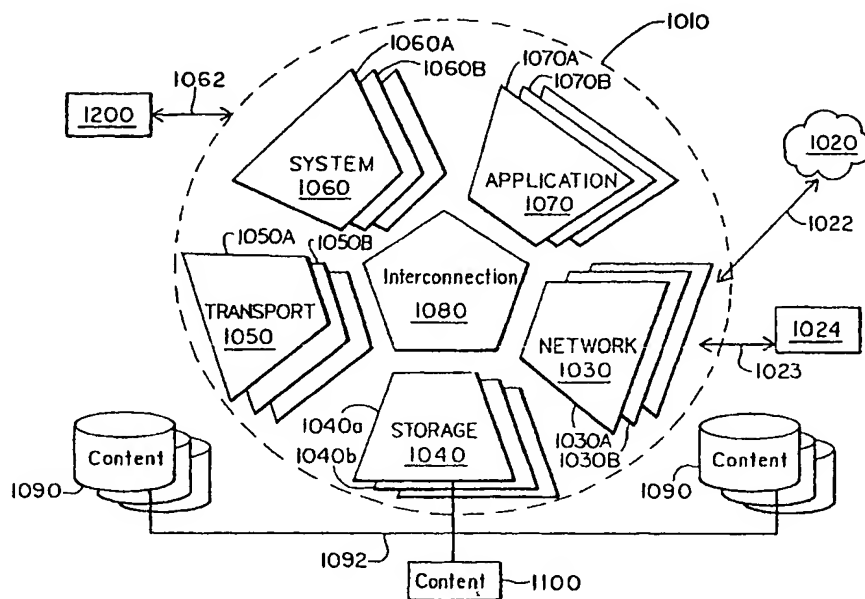 1060A
1010
1062
1060B
1070A
1070B
1200
1020
SYSTEM
1060
APPLICATION
1070
1022
1050A
1050B
Interconnection
1080
TRANSPORT
1050
NETWORK
1030
1024
1023
1040a
STORAGE
1040
1030A
1030B
1040b
Content
Content
1090
1090
1092
Content
1100